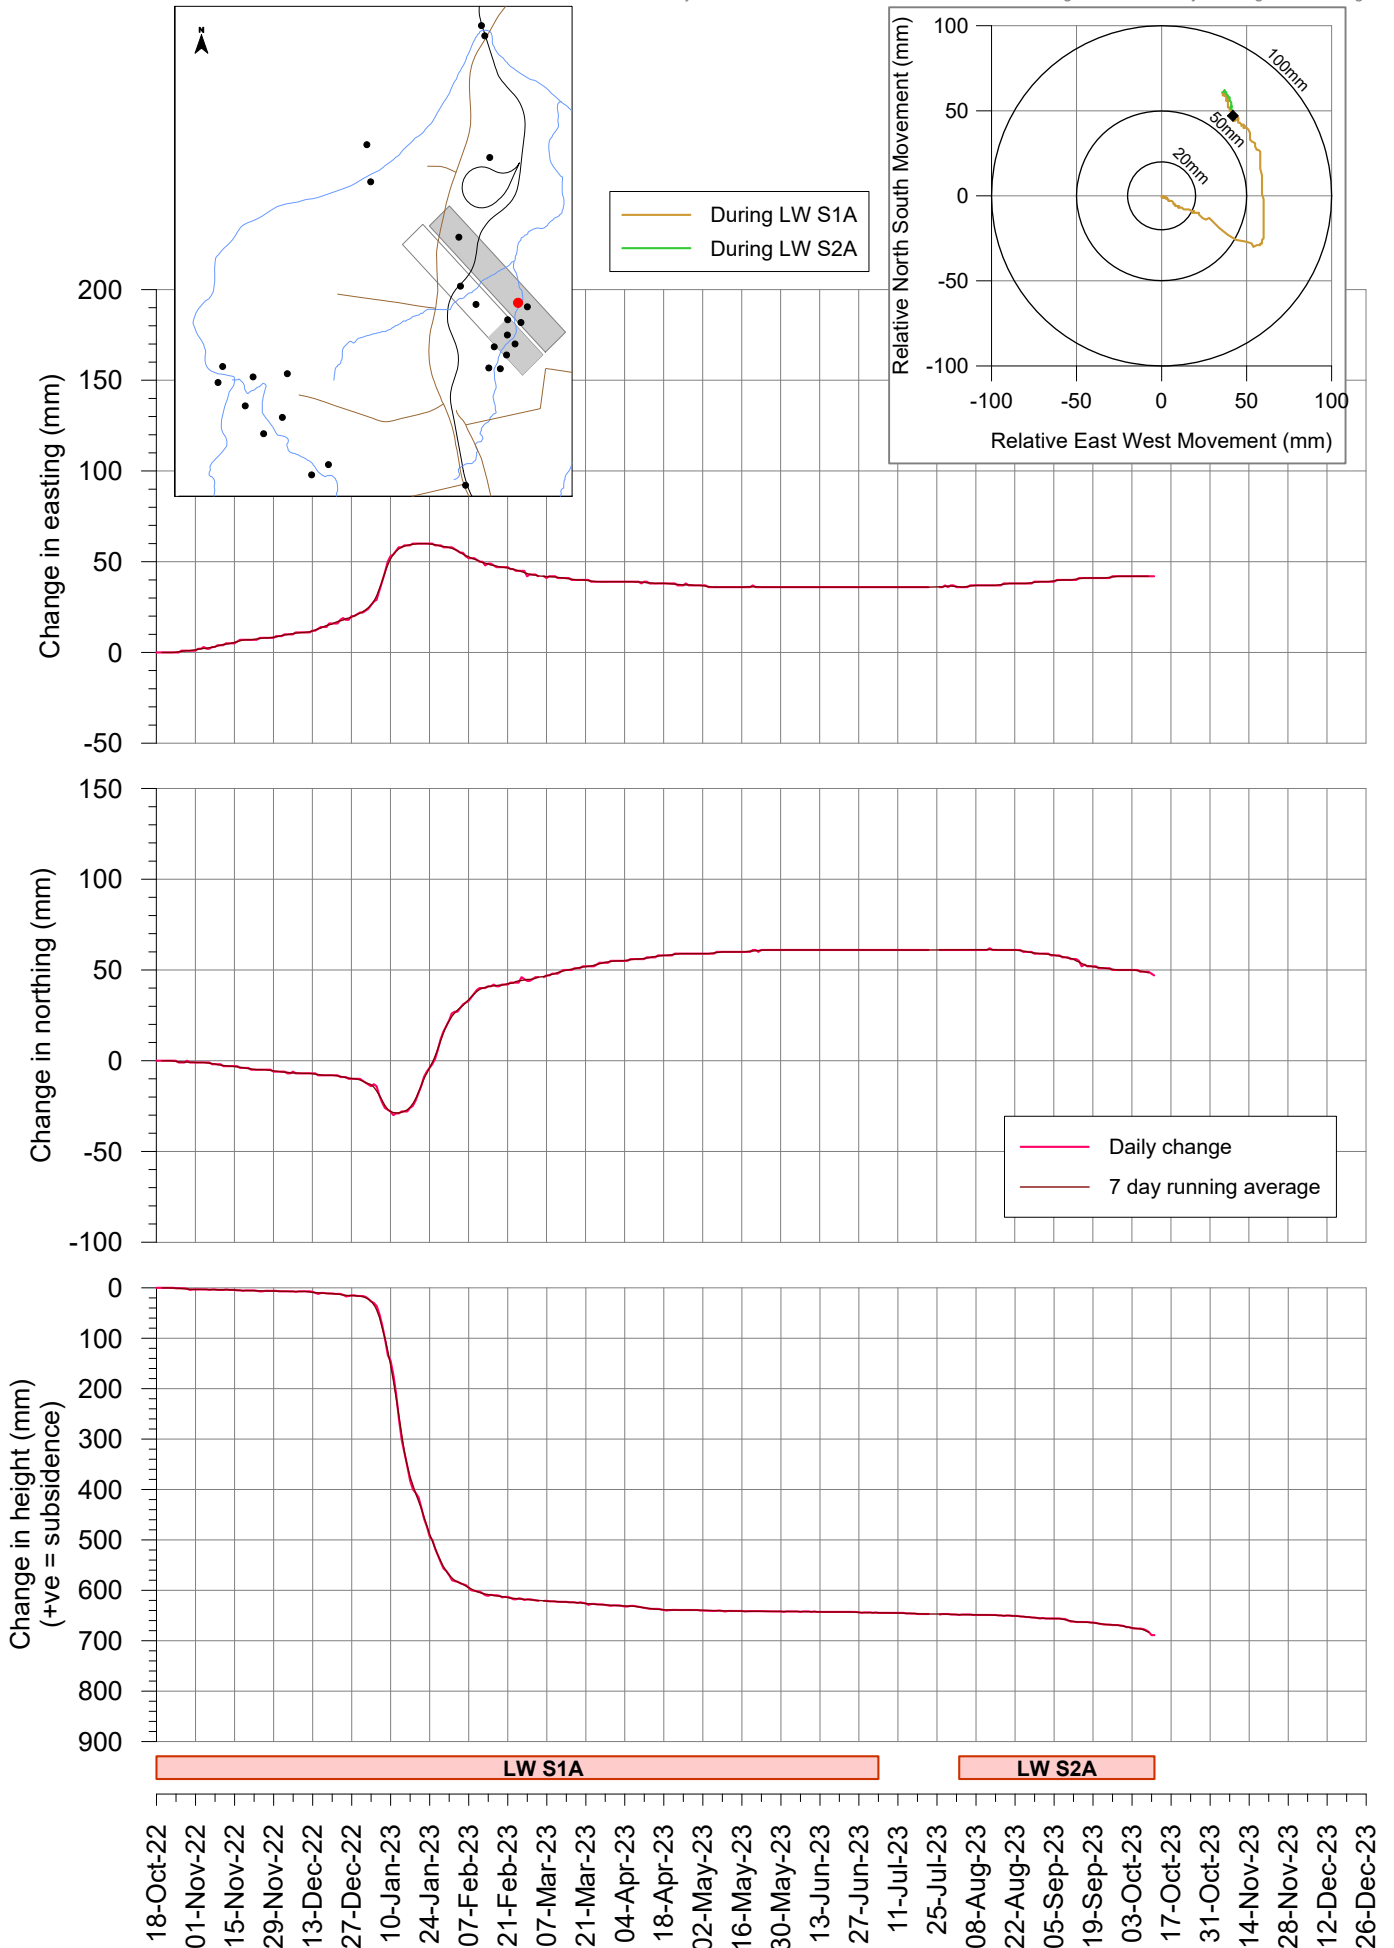 N
During LW S1A
During LW S2A
Relative North South Movement (mm)
100
50
0
-50
-100
100mm
50mm
20mm
-100
-50
0
50
100
Relative East West Movement (mm)
Change in easting (mm)
200
150
100
50
0
-50
Change in northing (mm)
150
100
50
0
-50
-100
Daily change
7 day running average
Change in height (mm)
(+ve = subsidence)
0
100
200
300
400
500
600
700
800
900
LW S1A
LW S2A
18-Oct-22
01-Nov-22
15-Nov-22
29-Nov-22
13-Dec-22
27-Dec-22
10-Jan-23
24-Jan-23
07-Feb-23
21-Feb-23
07-Mar-23
21-Mar-23
04-Apr-23
18-Apr-23
02-May-23
16-May-23
30-May-23
13-Jun-23
27-Jun-23
11-Jul-23
25-Jul-23
08-Aug-23
22-Aug-23
05-Sep-23
19-Sep-23
03-Oct-23
17-Oct-23
31-Oct-23
14-Nov-23
28-Nov-23
12-Dec-23
26-Dec-23